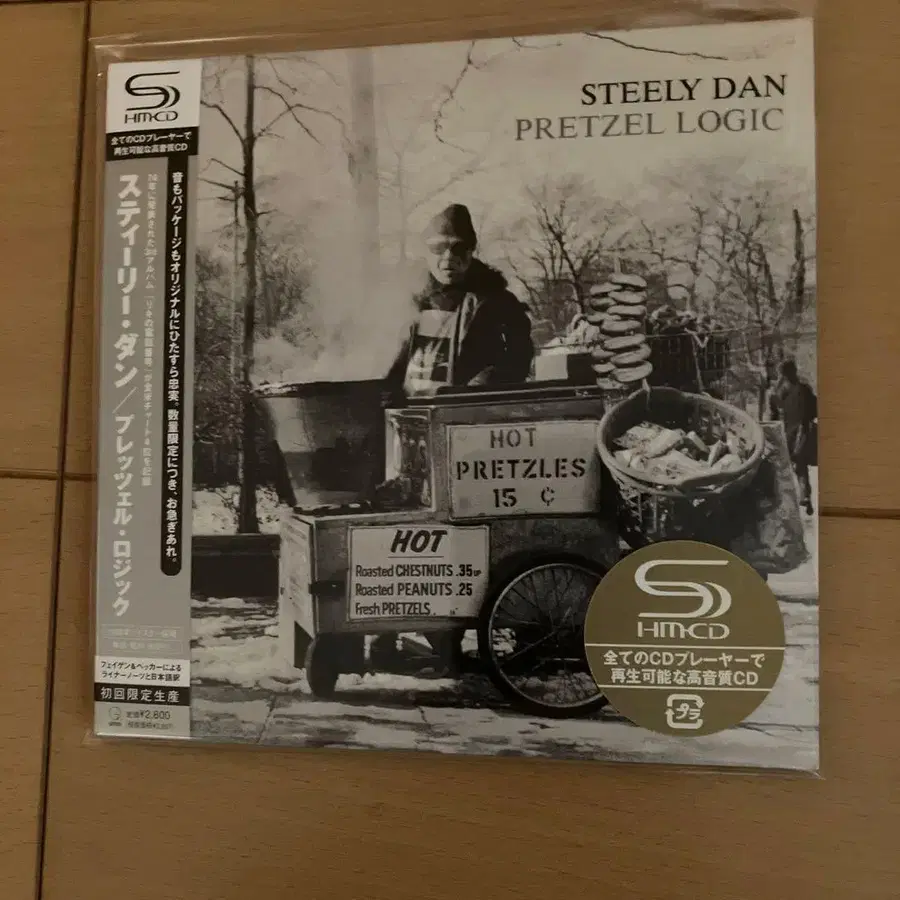 SHM-CD
全てのCDプレーヤーで
再生可能な高音質CD
音もパッケージもオリジナルにひたすら忠実。数量限定につき、お急ぎあれ。
スティーリー・ダン/プレッツェル・ロジック
フェイゲン&ベッカーによる
ライナーノーツと日本語訳
初回限定生産
定価¥2,800
STEELY DAN
PRETZEL LOGIC
HOT
PRETZLES
15 ¢
HOT
Roasted CHESTNUTS .35 UP
Roasted PEANUTS .25
Fresh PRETZELS
SHM-CD
全てのCDプレーヤーで
再生可能な高音質CD
プラ